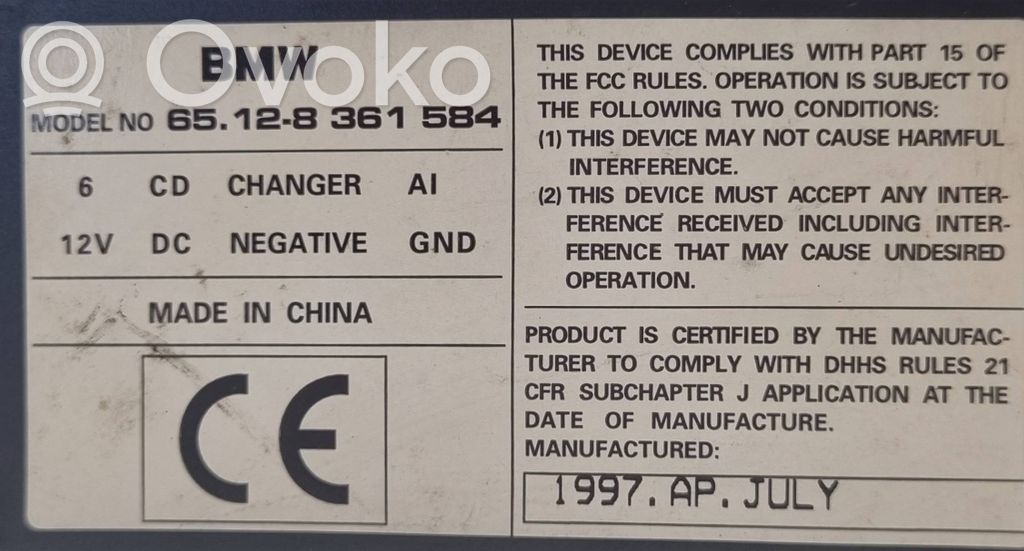 Ovoko
BMW
MODEL NO 65.12-8 361 584
6 CD CHANGER AI
12V DC NEGATIVE GND
MADE IN CHINA
CE
THIS DEVICE COMPLIES WITH PART 15 OF
THE FCC RULES. OPERATION IS SUBJECT TO
THE FOLLOWING TWO CONDITIONS:
(1) THIS DEVICE MAY NOT CAUSE HARMFUL
INTERFERENCE.
(2) THIS DEVICE MUST ACCEPT ANY INTER-
FERENCE RECEIVED INCLUDING INTER-
FERENCE THAT MAY CAUSE UNDESIRED
OPERATION.
PRODUCT IS CERTIFIED BY THE MANUFAC-
TURER TO COMPLY WITH DHHS RULES 21
CFR SUBCHAPTER J APPLICATION AT THE
DATE OF MANUFACTURE.
MANUFACTURED:
1997. AP. JULY